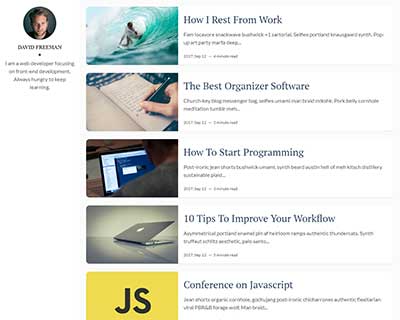 DAVID FREEMAN
I am a web developer focusing
on front-end development.
Always hungry to keep
learning.
How I Rest From Work
Fam locavore snackwave bushwick +1 sartorial. Selfies portland knausgaard synth. Pop-
up art party marfa deep...
2017, Sep 12 • 4 minute read
The Best Organizer Software
Church-key blog messenger bag, selfies umami man braid mlkshk. Pork belly cornhole
meditation tumblr meh...
2017, Sep 12 • 4 minute read
How To Start Programming
Post-ironic jean shorts bushwick umami, synth beard austin hell of meh kitsch distillery
sustainable plaid...
2017, Sep 12 • 3 minute read
10 Tips To Improve Your Workflow
Asymmetrical portland enamel pin af heirloom ramps authentic thundercats. Synth
truffaut schlitz aesthetic, palo santo...
2017, Sep 12 • 5 minute read
JS
Conference on Javascript
Jean shorts organic cornhole, gochujang post-ironic chicharrones authentic flexitarian
viral PBR&B forage wolf. Man braid...